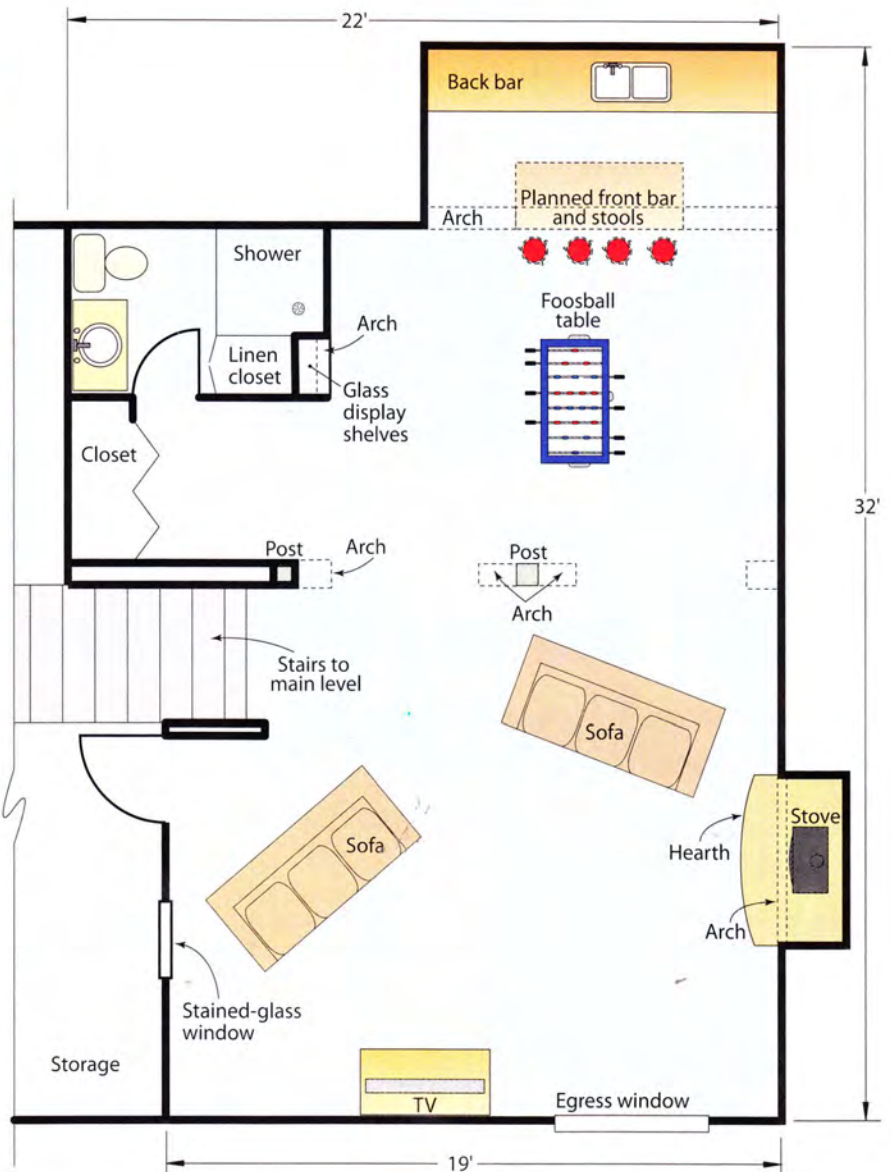 22'
Back bar
Planned front bar
and stools
Arch
Shower
Foosball
table
Arch
Linen
closet
Glass
display
shelves
Closet
32'
Post
Arch
Post
Arch
Stairs to
main level
Sofa
Stove
Sofa
Hearth
Arch
Stained-glass
window
Storage
Egress window
TV
19'